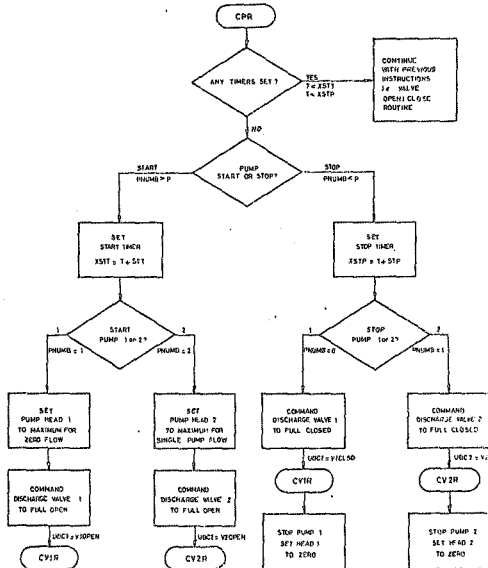 CPR
ANY TIMERS SET?
YES
T < XSTT
T < XSTP
CONTINUE
WITH PREVIOUS
INSTRUCTIONS
VALVE
OPEN/CLOSE
ROUTINE
NO
PUMP
START OR STOP?
START
PNUMB > P
STOP
PNUMB < P
SET
START TIMER
XSTT = T + STT
SET
STOP TIMER
XSTP = T + STP
START
PUMP 1 or 2?
1
PNUMB = 1
2
PNUMB = 2
STOP
PUMP 1 or 2?
1
PNUMB = 0
2
PNUMB = 1
SET
PUMP HEAD 1
TO MAXIMUM FOR
ZERO FLOW
SET
PUMP HEAD 2
TO MAXIMUM FOR
SINGLE PUMP FLOW
COMMAND
DISCHARGE VALVE 1
TO FULL CLOSED
COMMAND
DISCHARGE VALVE 2
TO FULL CLOSED
COMMAND
DISCHARGE VALVE 1
TO FULL OPEN
COMMAND
DISCHARGE VALVE 2
TO FULL OPEN
CV1R
CV2R
STOP PUMP 1
SET HEAD 1
TO ZERO
STOP PUMP 2
SET HEAD 2
TO ZERO
CV1R
CV2R